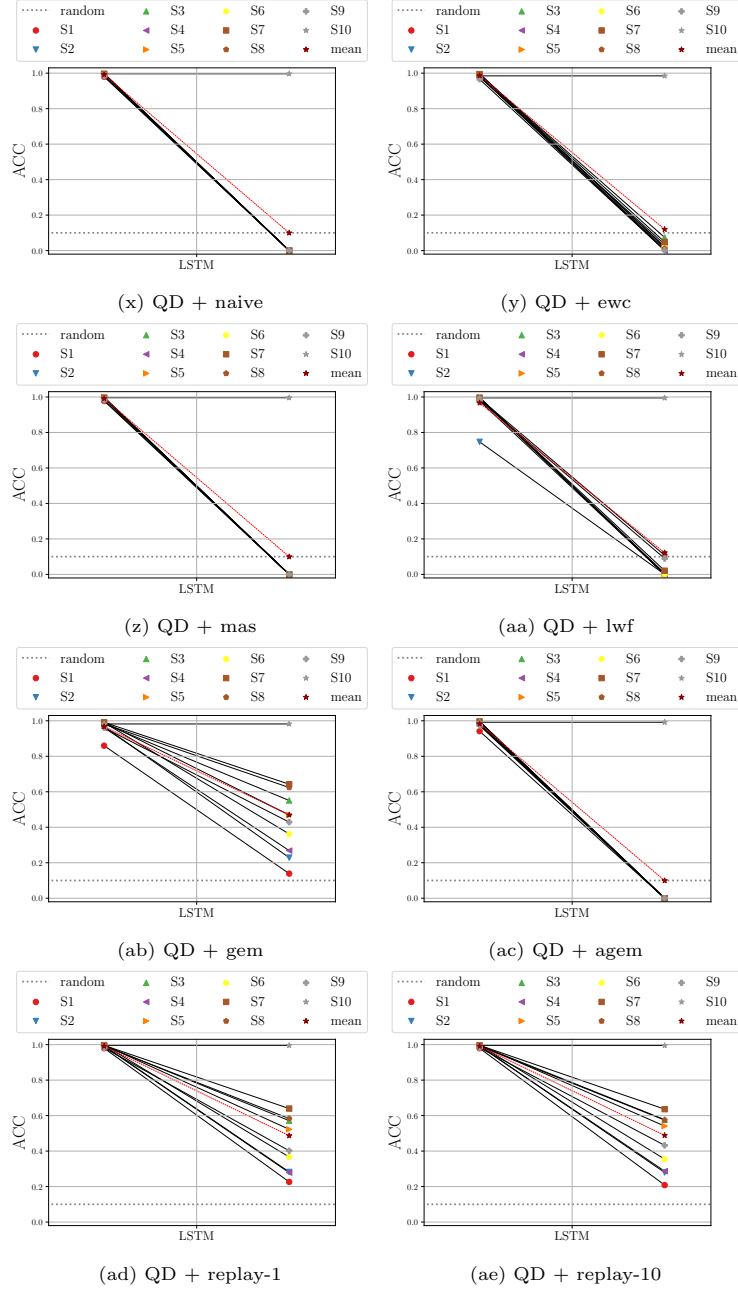 random S3 S6 S9
S1 S4 S7 S10
S2 S5 S8 mean
1.0
0.8
0.6
0.4
0.2
0.0
ACC
LSTM
(x) QD + naive
random S3 S6 S9
S1 S4 S7 S10
S2 S5 S8 mean
1.0
0.8
0.6
0.4
0.2
0.0
ACC
LSTM
(y) QD + ewc
random S3 S6 S9
S1 S4 S7 S10
S2 S5 S8 mean
1.0
0.8
0.6
0.4
0.2
0.0
ACC
LSTM
(z) QD + mas
random S3 S6 S9
S1 S4 S7 S10
S2 S5 S8 mean
1.0
0.8
0.6
0.4
0.2
0.0
ACC
LSTM
(aa) QD + lwf
random S3 S6 S9
S1 S4 S7 S10
S2 S5 S8 mean
1.0
0.8
0.6
0.4
0.2
0.0
ACC
LSTM
(ab) QD + gem
random S3 S6 S9
S1 S4 S7 S10
S2 S5 S8 mean
1.0
0.8
0.6
0.4
0.2
0.0
ACC
LSTM
(ac) QD + agem
random S3 S6 S9
S1 S4 S7 S10
S2 S5 S8 mean
1.0
0.8
0.6
0.4
0.2
0.0
ACC
LSTM
(ad) QD + replay-1
random S3 S6 S9
S1 S4 S7 S10
S2 S5 S8 mean
1.0
0.8
0.6
0.4
0.2
0.0
ACC
LSTM
(ae) QD + replay-10